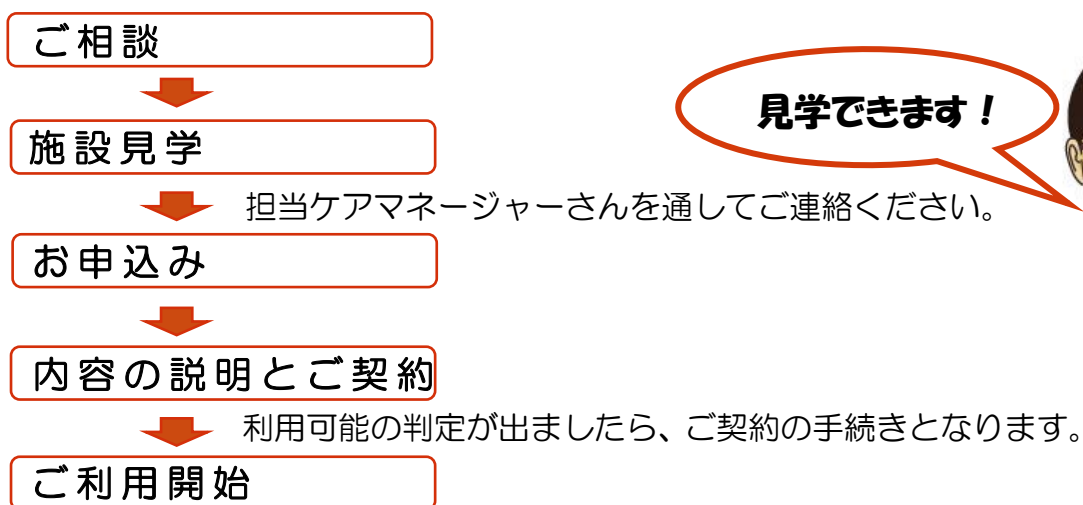 ご相談
見学できます！
施設見学
担当ケアマネージャーさんを通してご連絡ください。
お申込み
内容の説明とご契約
利用可能の判定が出ましたら、ご契約の手続きとなります。
ご利用開始